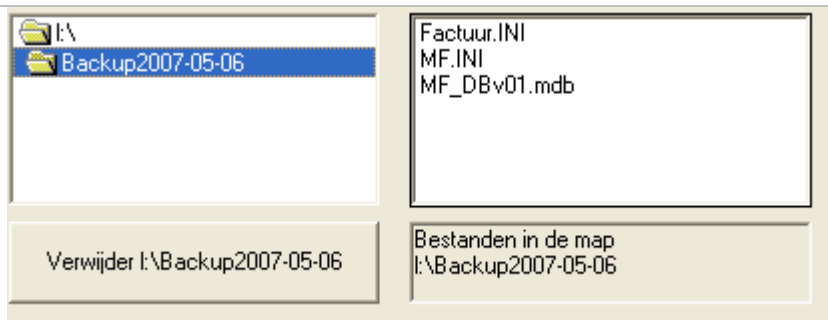 I:\
Backup2007-05-06
Factuur.INI
MF.INI
MF_DBv01.mdb
Verwijder I:\Backup2007-05-06
Bestanden in de map
I:\Backup2007-05-06